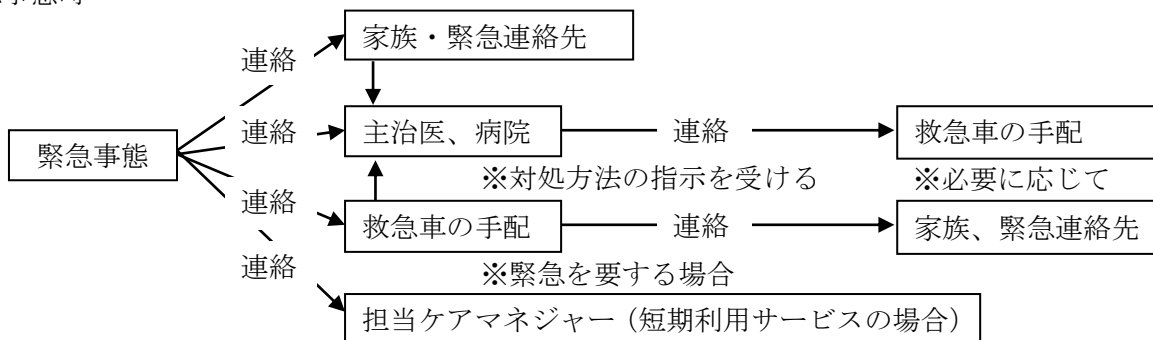 家族・緊急連絡先
連絡
連絡
主治医、病院
連絡
救急車の手配
緊急事態
※対処方法の指示を受ける
※必要に応じて
連絡
救急車の手配
連絡
家族、緊急連絡先
連絡
※緊急を要する場合
担当ケアマネジャー(短期利用サービスの場合)